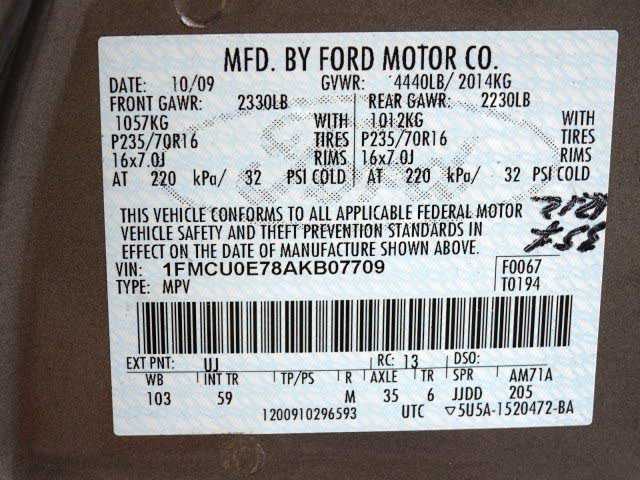 MFD. BY FORD MOTOR CO.
DATE: 10/09 GVWR: 4440LB/ 2014KG
FRONT GAWR: 2330LB REAR GAWR: 2230LB
1057KG WITH 1012KG WITH
P235/70R16 TIRES P235/70R16 TIRES
16x7.0J RIMS 16x7.0J RIMS
AT 220 kPa/ 32 PSI COLD AT 220 kPa/ 32 PSI COLD
THIS VEHICLE CONFORMS TO ALL APPLICABLE FEDERAL MOTOR
VEHICLE SAFETY AND THEFT PREVENTION STANDARDS IN
EFFECT ON THE DATE OF MANUFACTURE SHOWN ABOVE.
VIN: 1FMCU0E78AKB07709 F0067
TYPE: MPV T0194
EXT PNT: UJ RC: 13 DSO:
WB INT TR TP/PS R AXLE TR SPR AM71A
103 59 M 35 6 JJDD 205
1200910296593 UTC ▽5U5A-1520472-BA